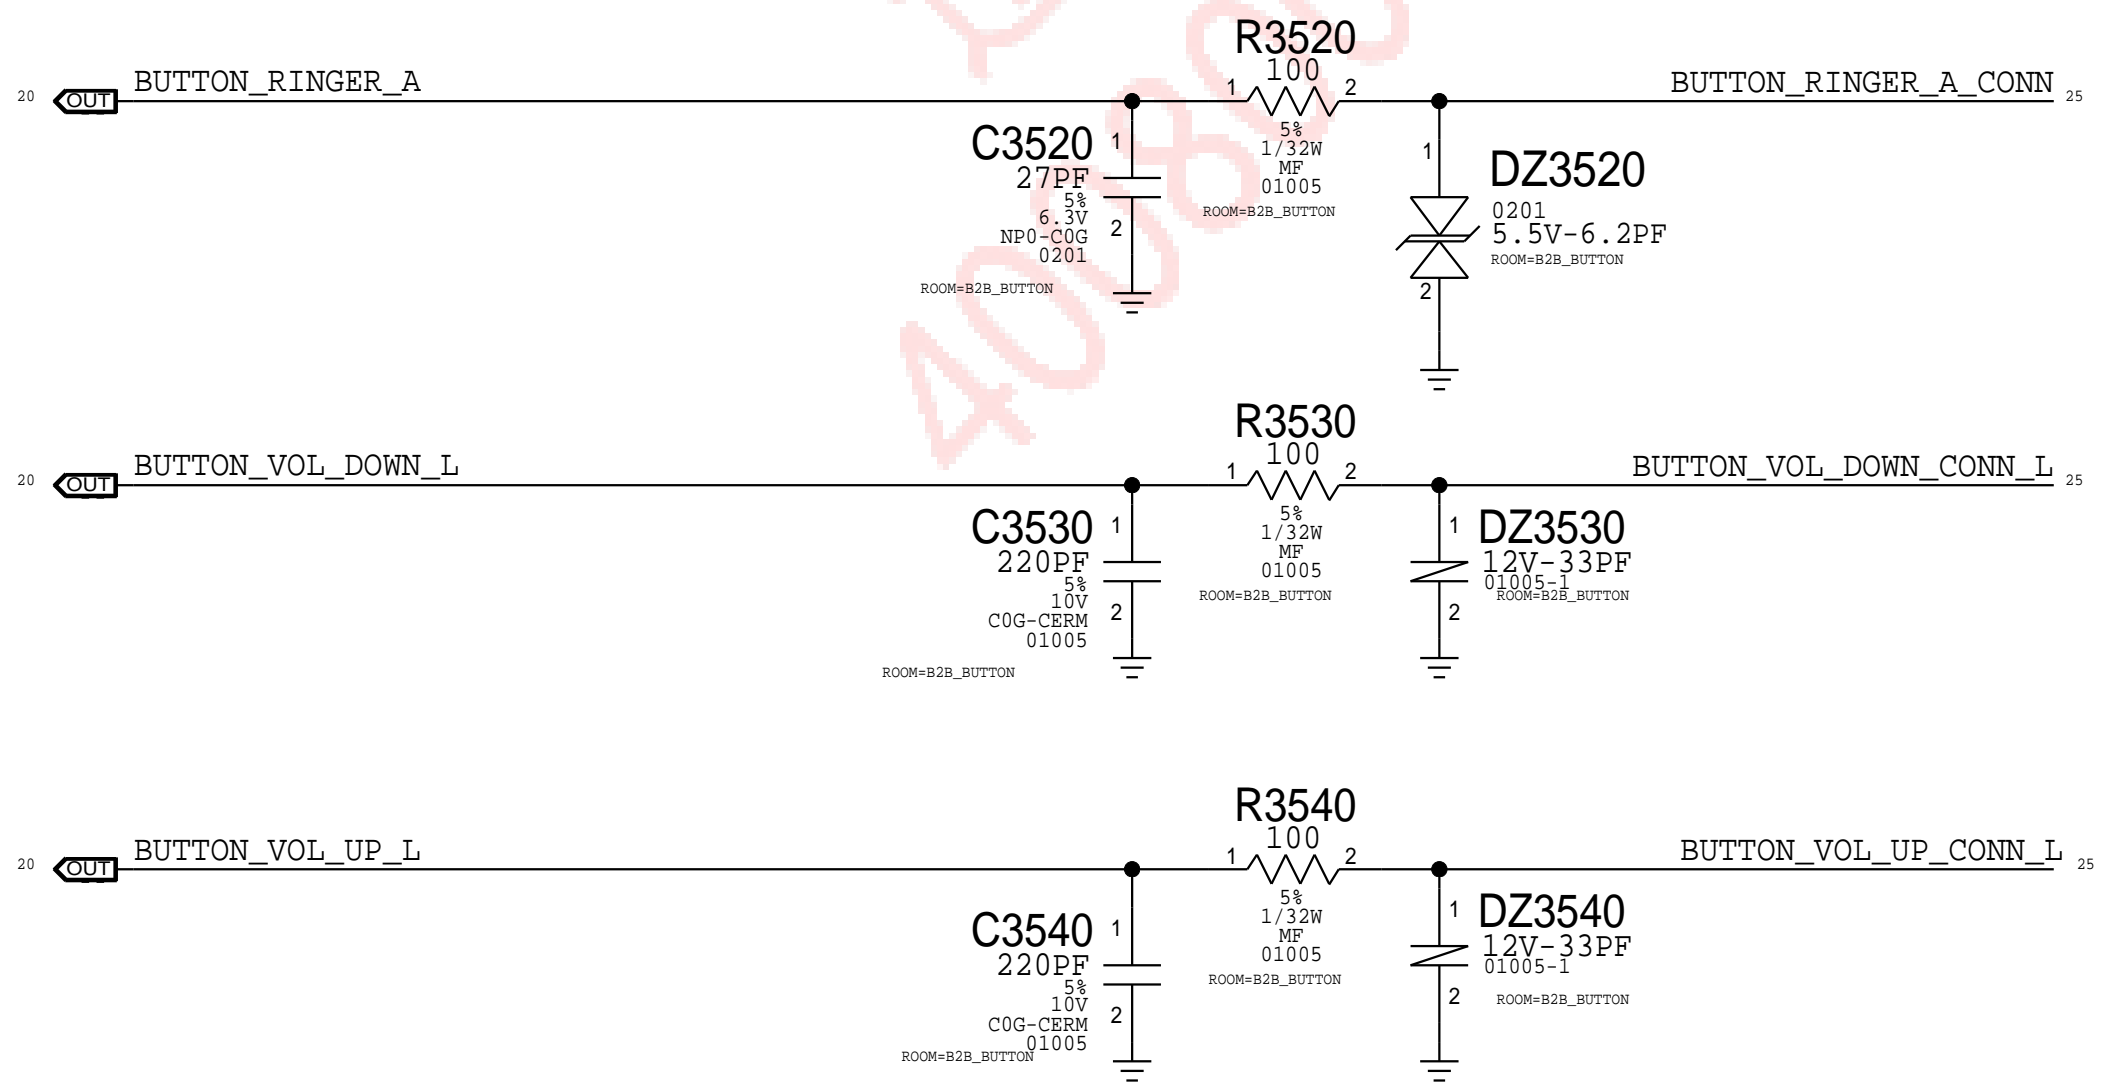 R3520
100
BUTTON_RINGER_A
BUTTON_RINGER_A_CONN
20
OUT
1
2
25
5%
1/32W
MF
01005
ROOM=B2B_BUTTON
C3520
1
27PF
5%
6.3V
NP0-C0G
0201
2
ROOM=B2B_BUTTON
1
DZ3520
0201
5.5V-6.2PF
ROOM=B2B_BUTTON
2
4008
R3530
100
BUTTON_VOL_DOWN_L
BUTTON_VOL_DOWN_CONN_L
20
OUT
1
2
25
5%
1/32W
MF
01005
ROOM=B2B_BUTTON
C3530
1
220PF
5%
10V
C0G-CERM
01005
2
ROOM=B2B_BUTTON
1
DZ3530
12V-33PF
01005-1
ROOM=B2B_BUTTON
2
R3540
100
BUTTON_VOL_UP_L
BUTTON_VOL_UP_CONN_L
20
OUT
1
2
25
5%
1/32W
MF
01005
ROOM=B2B_BUTTON
C3540
1
220PF
5%
10V
C0G-CERM
01005
2
ROOM=B2B_BUTTON
1
DZ3540
12V-33PF
01005-1
2
ROOM=B2B_BUTTON